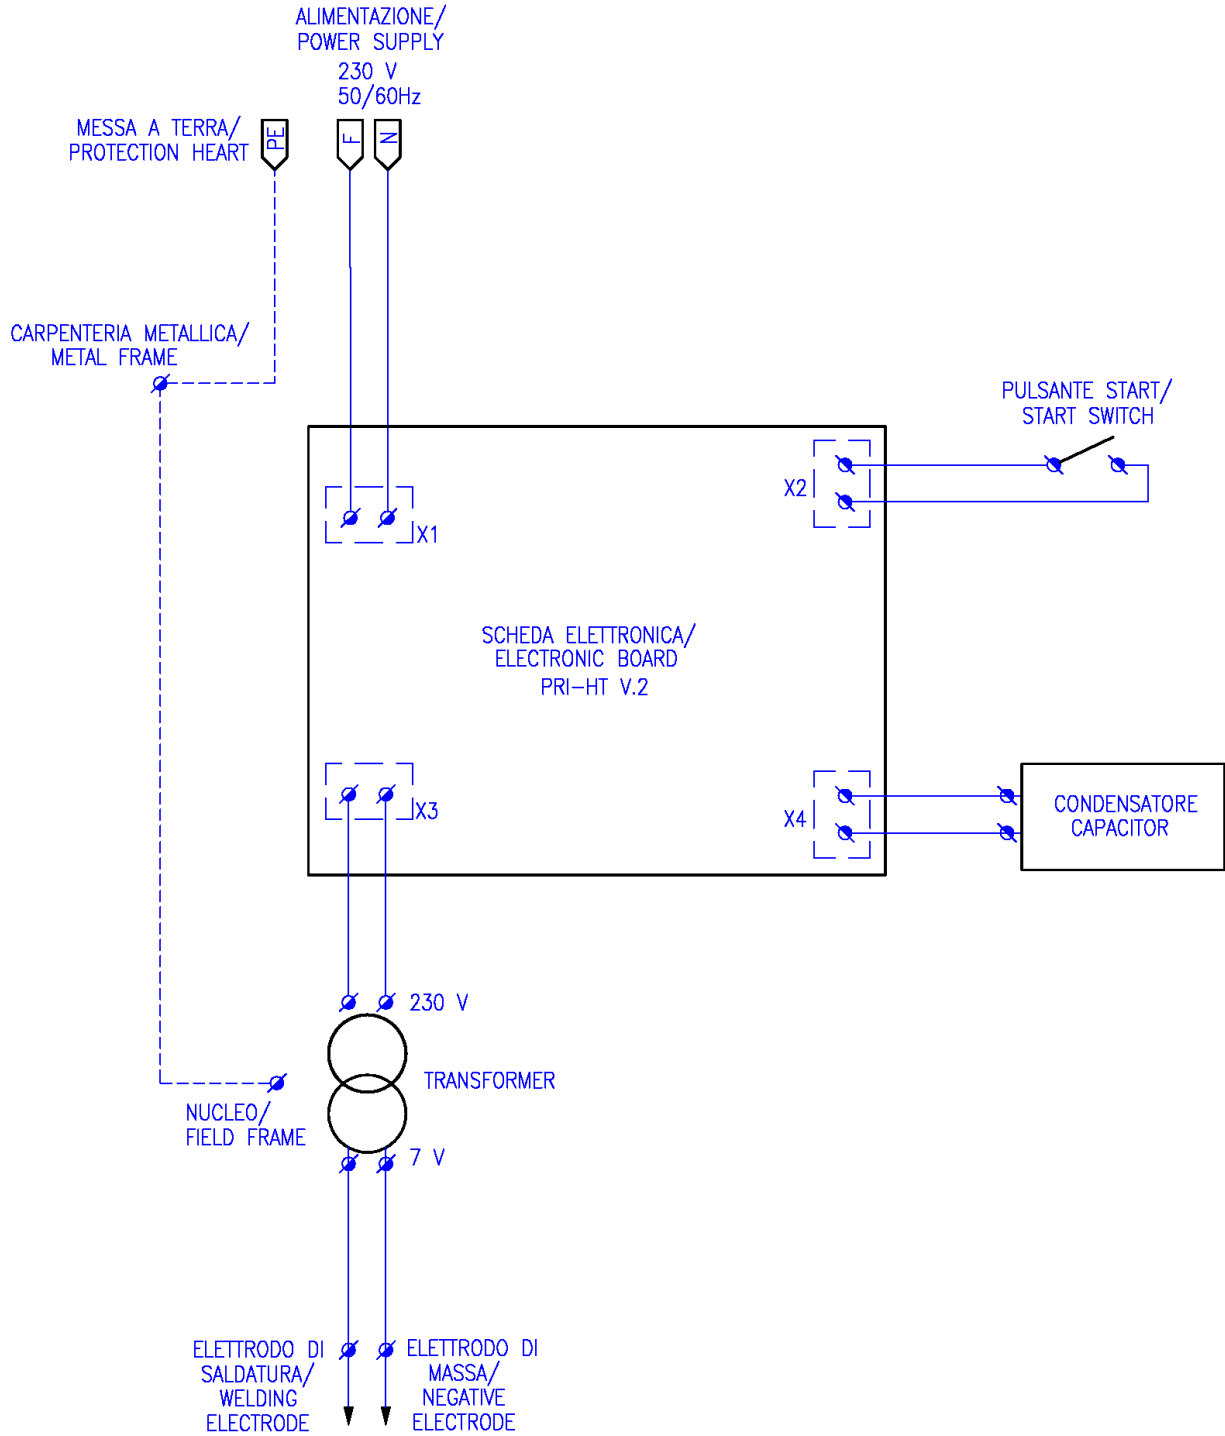 ALIMENTAZIONE/
POWER SUPPLY
230 V
50/60Hz
MESSA A TERRA/
PROTECTION HEART
PE
F
N
CARPENTERIA METALLICA/
METAL FRAME
PULSANTE START/
START SWITCH
X2
X1
SCHEDA ELETTRONICA/
ELECTRONIC BOARD
PRI-HT V.2
X3
X4
CONDENSATORE
CAPACITOR
230 V
TRANSFORMER
NUCLEO/
FIELD FRAME
7 V
ELETTRODO DI
SALDATURA/
WELDING
ELECTRODE
ELETTRODO DI
MASSA/
NEGATIVE
ELECTRODE